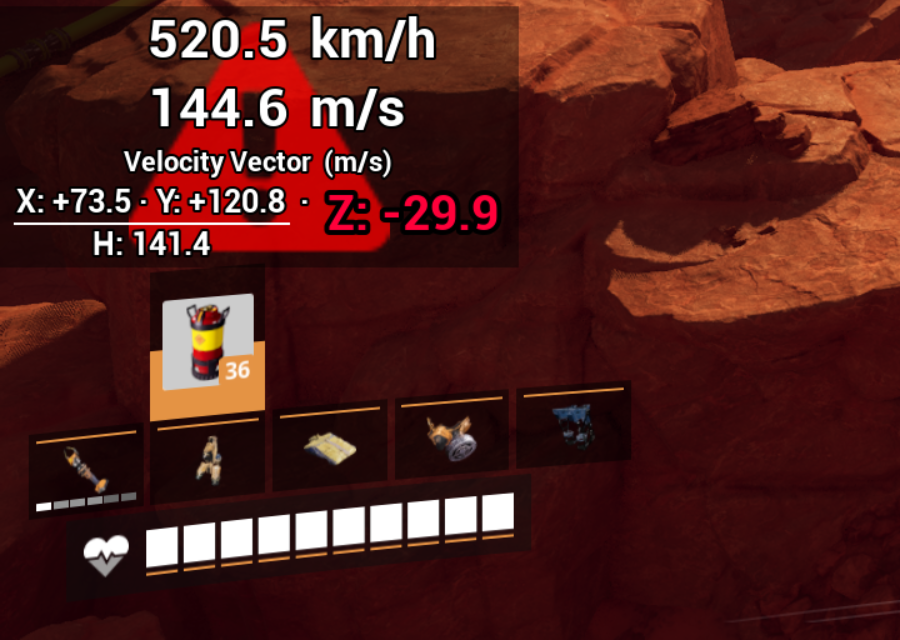 520.5 km/h
144.6 m/s
Velocity Vector (m/s)
X: +73.5 · Y: +120.8 · Z: -29.9
H: 141.4
36